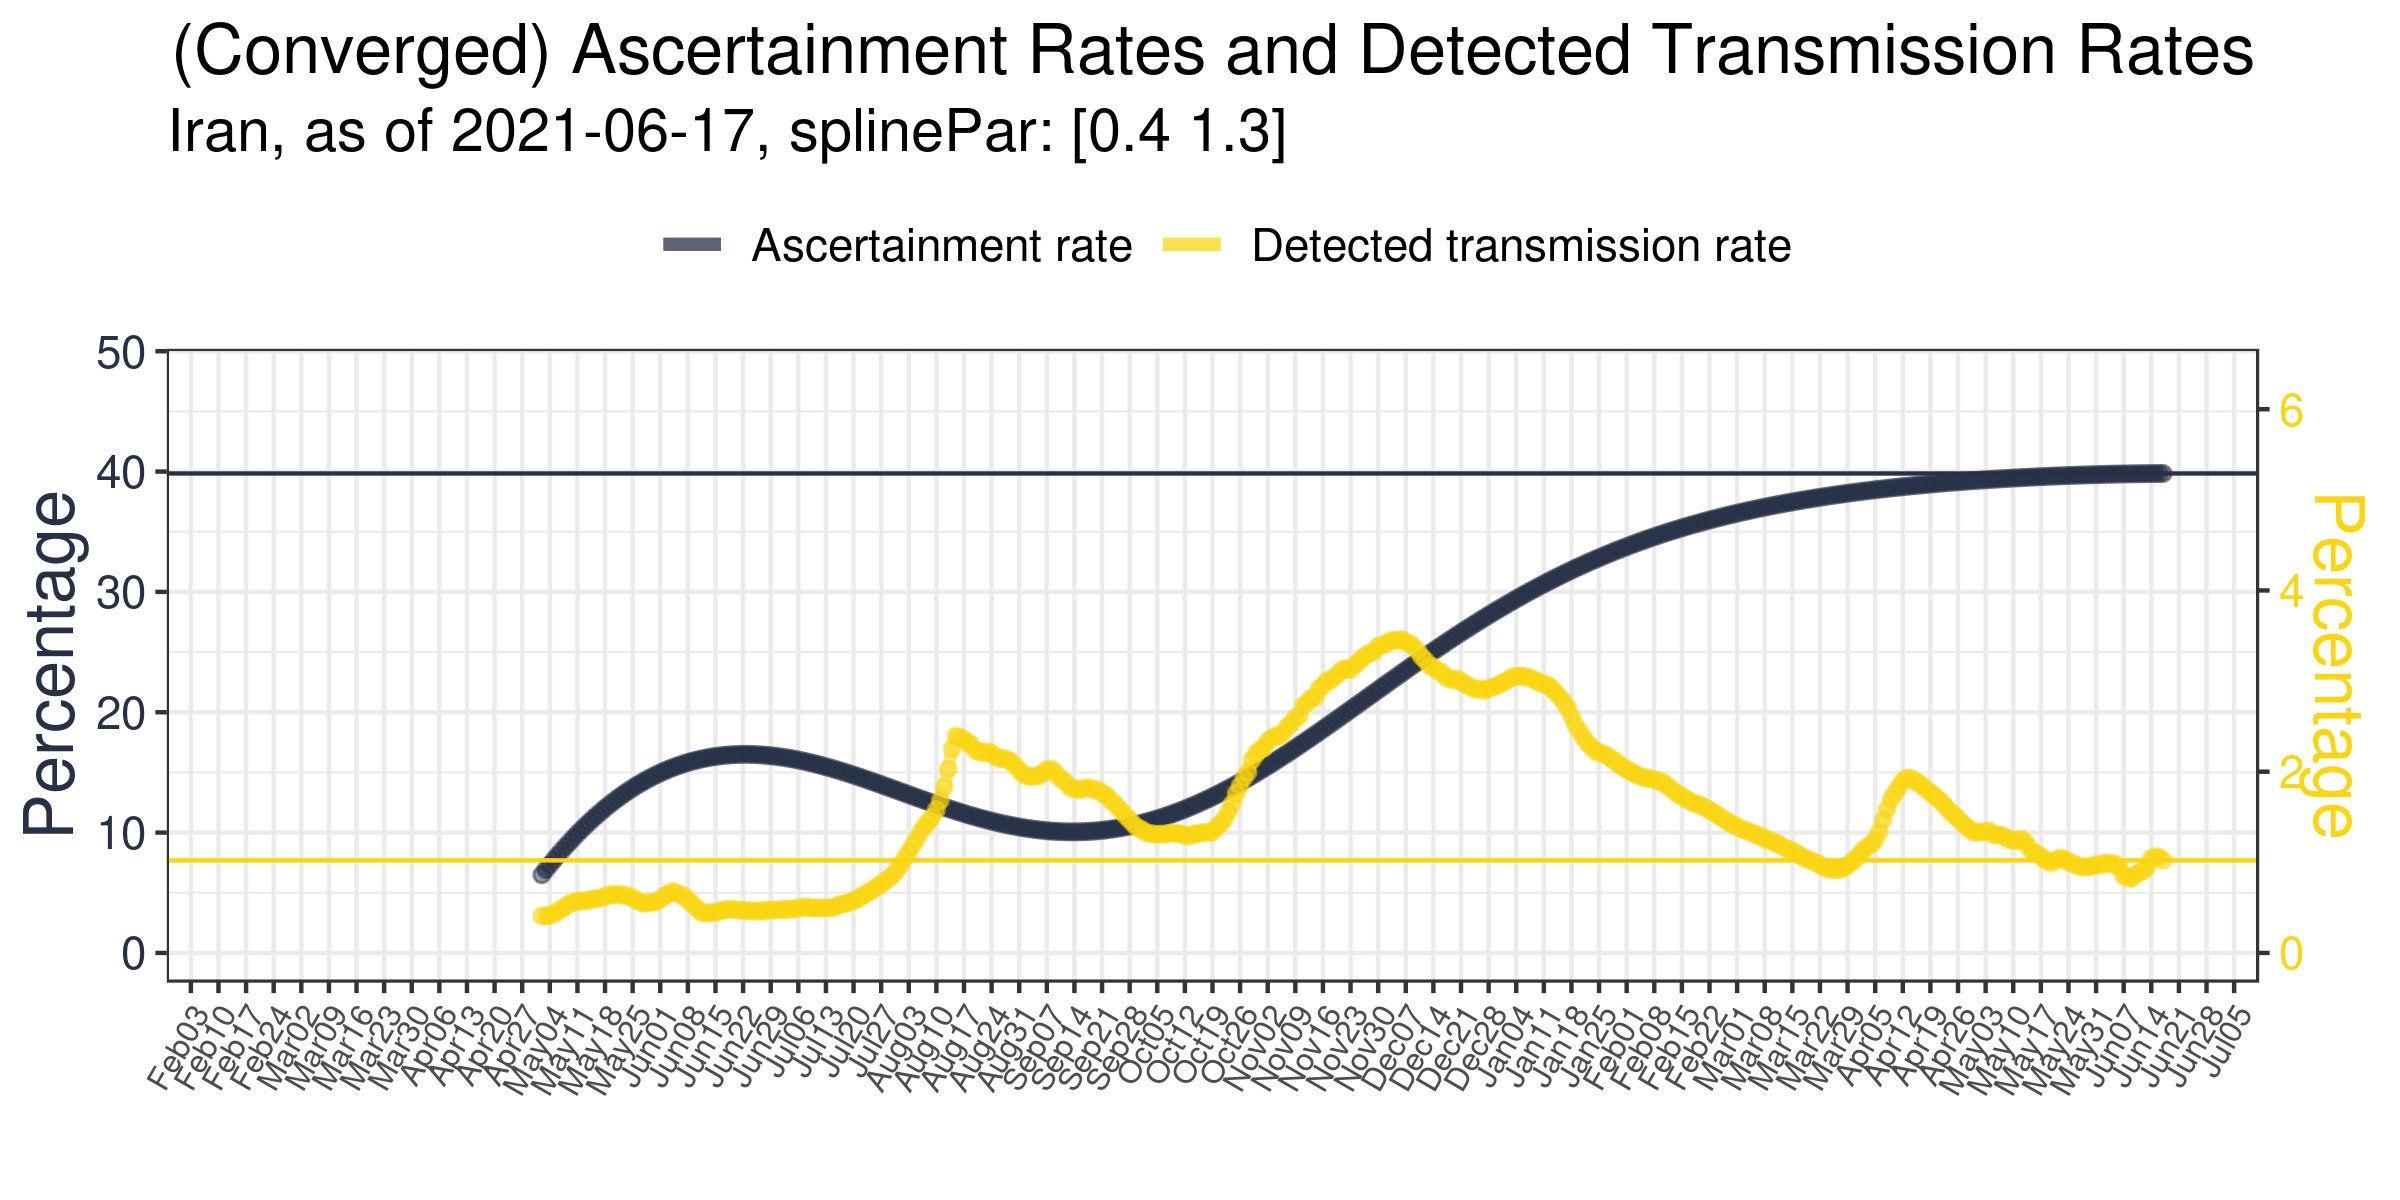 (Converged) Ascertainment Rates and Detected Transmission Rates
Iran, as of 2021-06-17, splinePar: [0.4 1.3]
Ascertainment rate
Detected transmission rate
Percentage
50
40
30
20
10
0
6
4
2
0
Percentage
Feb03
Feb10
Feb17
Feb24
Mar02
Mar09
Mar16
Mar23
Mar30
Apr06
Apr13
Apr20
Apr27
May04
May11
May18
May25
Jun01
Jun08
Jun15
Jun22
Jun29
Jul06
Jul13
Jul20
Jul27
Aug03
Aug10
Aug17
Aug24
Aug31
Sep07
Sep14
Sep21
Sep28
Oct05
Oct12
Oct19
Oct26
Nov02
Nov09
Nov16
Nov23
Nov30
Dec07
Dec14
Dec21
Dec28
Jan04
Jan11
Jan18
Jan25
Feb01
Feb08
Feb15
Feb22
Mar01
Mar08
Mar15
Mar22
Mar29
Apr05
Apr12
Apr19
Apr26
May03
May10
May17
May24
May31
Jun07
Jun14
Jun21
Jun28
Jul05